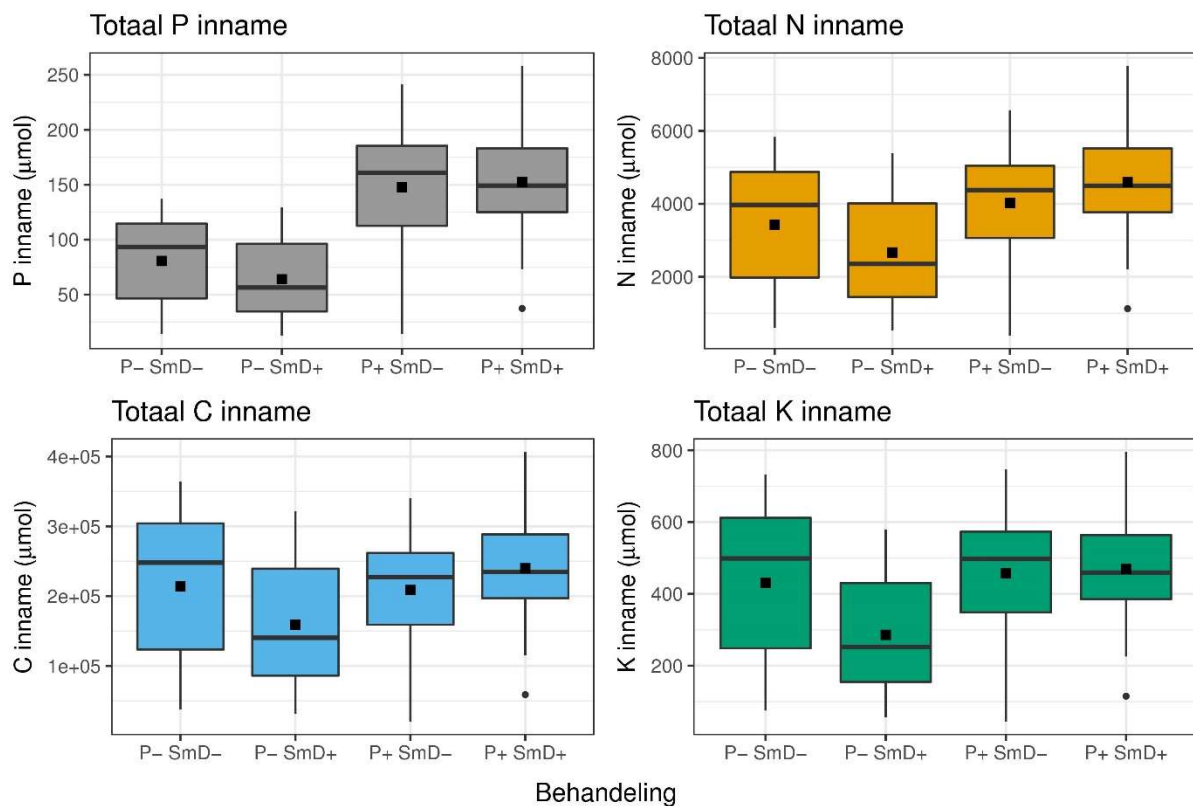 Totaal P inname
P inname (μmol)
250
200
150
100
50
P− SmD− P− SmD+ P+ SmD− P+ SmD+
Totaal N inname
N inname (μmol)
8000
6000
4000
2000
P− SmD− P− SmD+ P+ SmD− P+ SmD+
Totaal C inname
C inname (μmol)
4e+05
3e+05
2e+05
1e+05
P− SmD− P− SmD+ P+ SmD− P+ SmD+
Totaal K inname
K inname (μmol)
800
600
400
200
P− SmD− P− SmD+ P+ SmD− P+ SmD+
Behandeling